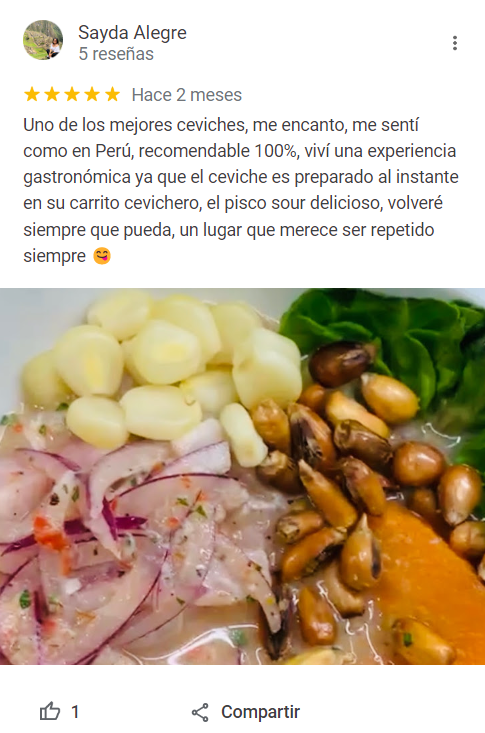 Sayda Alegre
5 reseñas
Hace 2 meses
Uno de los mejores ceviches, me encanto, me sentí
como en Perú, recomendable 100%, viví una experiencia
gastronómica ya que el ceviche es preparado al instante
en su carrito cevichero, el pisco sour delicioso, volveré
siempre que pueda, un lugar que merece ser repetido
siempre 😋
1
Compartir